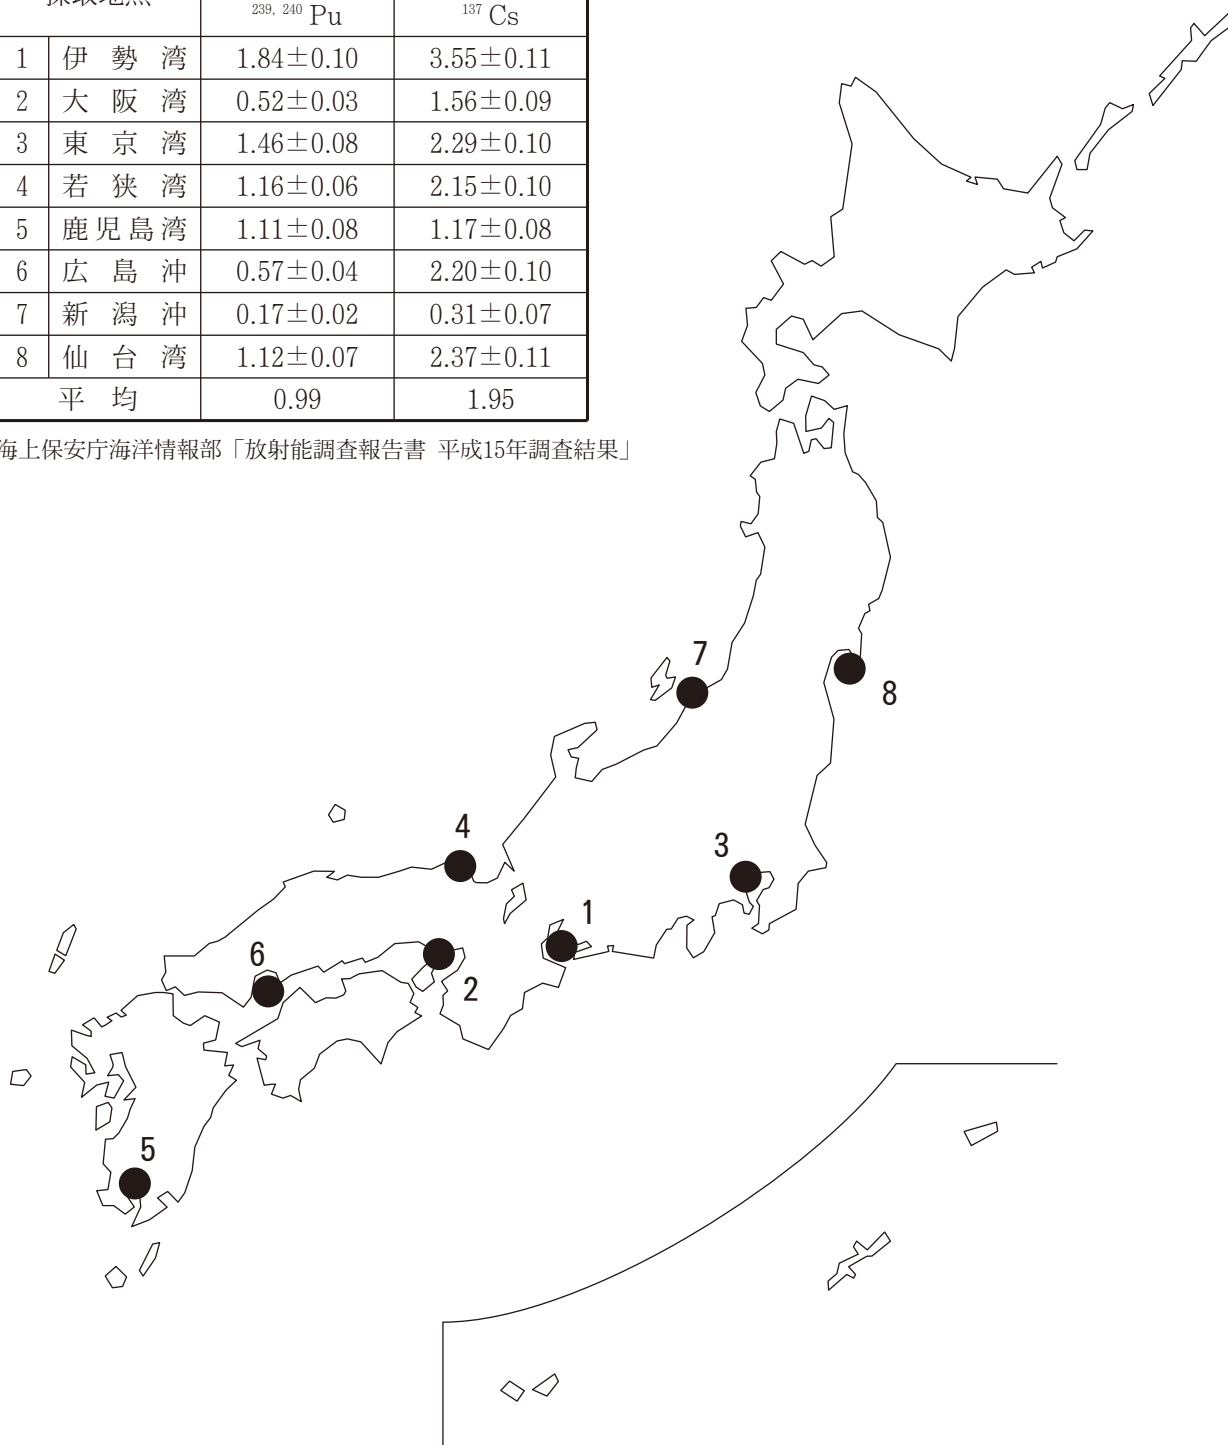 239, 240 Pu 137 Cs
1 伊勢湾 1.84±0.10 3.55±0.11
2 大阪湾 0.52±0.03 1.56±0.09
3 東京湾 1.46±0.08 2.29±0.10
4 若狭湾 1.16±0.06 2.15±0.10
5 鹿児島湾 1.11±0.08 1.17±0.08
6 広島沖 0.57±0.04 2.20±0.10
7 新潟沖 0.17±0.02 0.31±0.07
8 仙台湾 1.12±0.07 2.37±0.11
平均 0.99 1.95
海上保安庁海洋情報部「放射能調査報告書 平成15年調査結果」
7
8
4
3
1
6
2
5